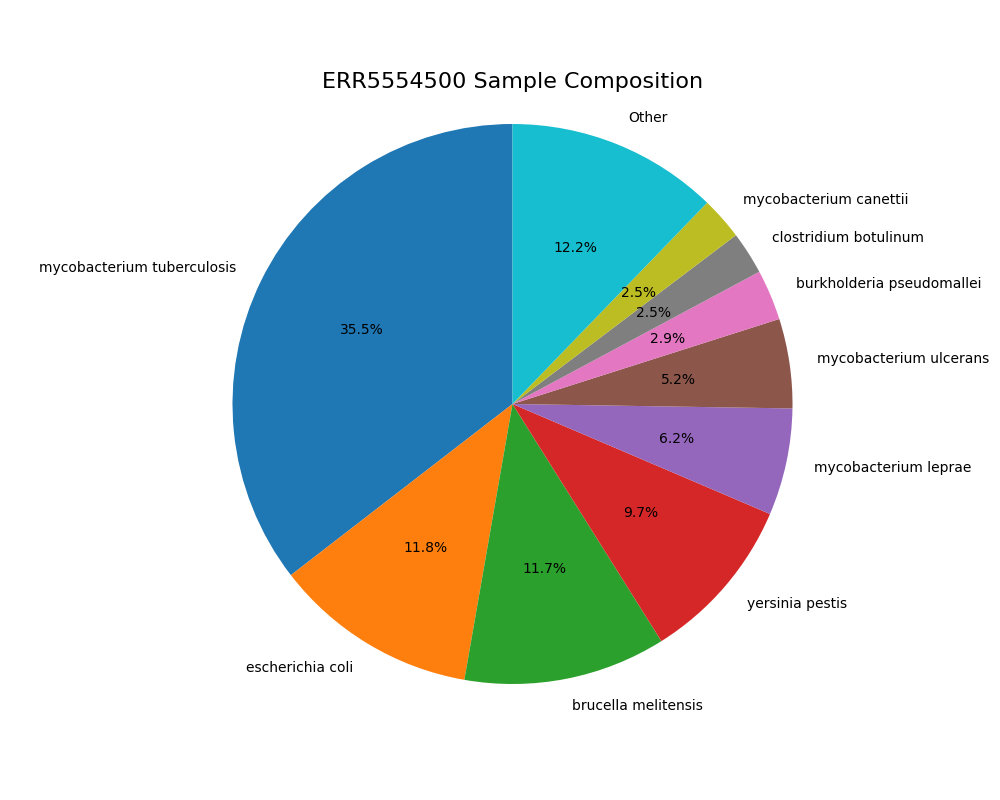 ERR5554500 Sample Composition
Other
mycobacterium canettii
clostridium botulinum
burkholderia pseudomallei
mycobacterium tuberculosis
mycobacterium ulcerans
mycobacterium leprae
yersinia pestis
escherichia coli
brucella melitensis
12.2%
2.5%
2.5%
2.9%
35.5%
5.2%
6.2%
9.7%
11.8%
11.7%